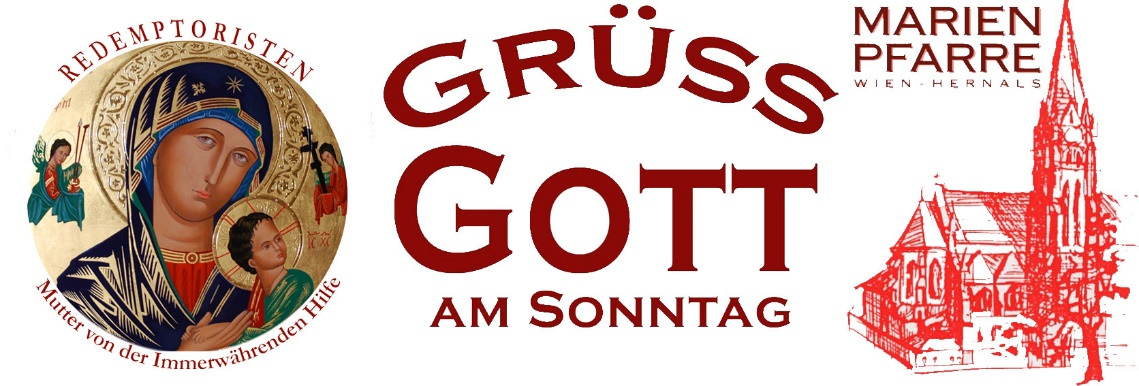 REDEMPTORISTEN
Mutter von der Immerwährenden Hilfe
GRÜSS
GOTT
AM SONNTAG
MARIEN
PFARRE
WIEN-HERNALS